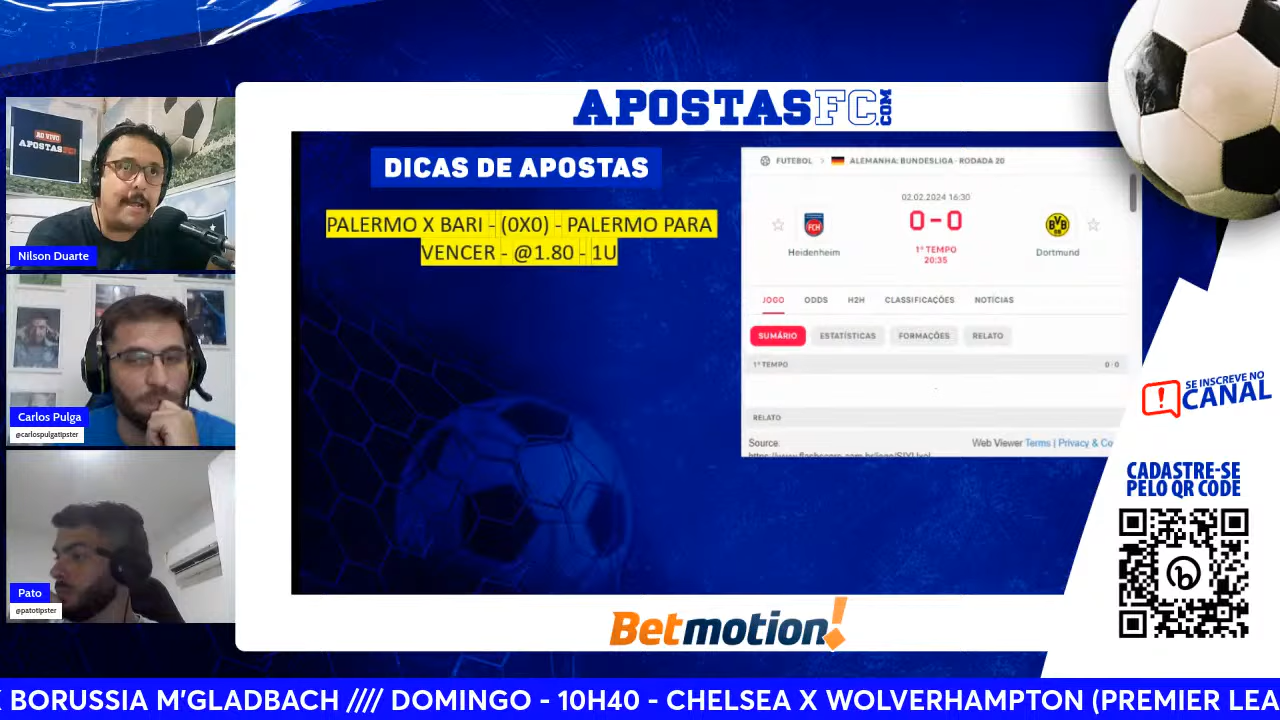 APOSTASFC.COM
AO VIVO
APOSTASFC
Nilson Duarte
Carlos Pulga
@carlospulgatipster
Pato
@patotipster
DICAS DE APOSTAS
PALERMO X BARI - (0X0) - PALERMO PARA
VENCER - @1.80 - 1U
FUTEBOL > ALEMANHA: BUNDESLIGA - RODADA 20
02.02.2024 16:30
FCH
0-0
BVB
09
Heidenheim
1º TEMPO
20:35
Dortmund
JOGO ODDS H2H CLASSIFICAÇÕES NOTÍCIAS
SUMÁRIO ESTATÍSTICAS FORMAÇÕES RELATO
1º TEMPO 0-0
-
RELATO
Source: Web Viewer Terms | Privacy & Co
SE INSCREVE NO
CANAL
CADASTRE-SE
PELO QR CODE
Betmotion!
X BORUSSIA M'GLADBACH //// DOMINGO - 10H40 - CHELSEA X WOLVERHAMPTON (PREMIER LEA